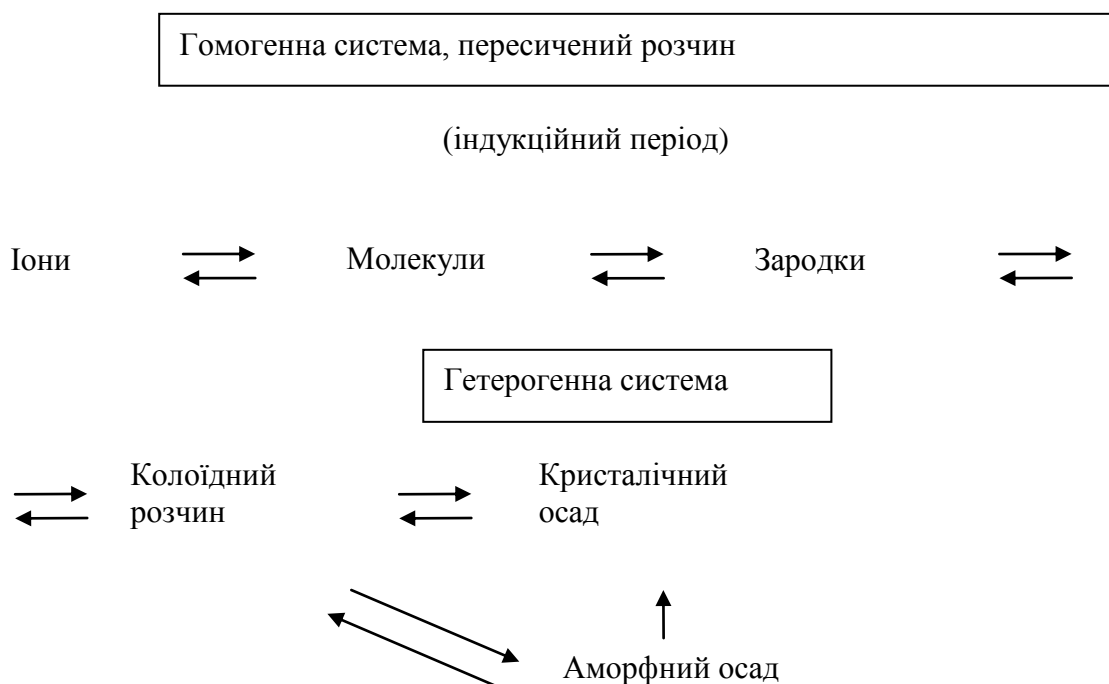 Гомогенна система, пересичений розчин
(індукційний період)
Іони Молекули Зародки
Гетерогенна система
Колоїдний Кристалічний
розчин осад
Аморфний осад